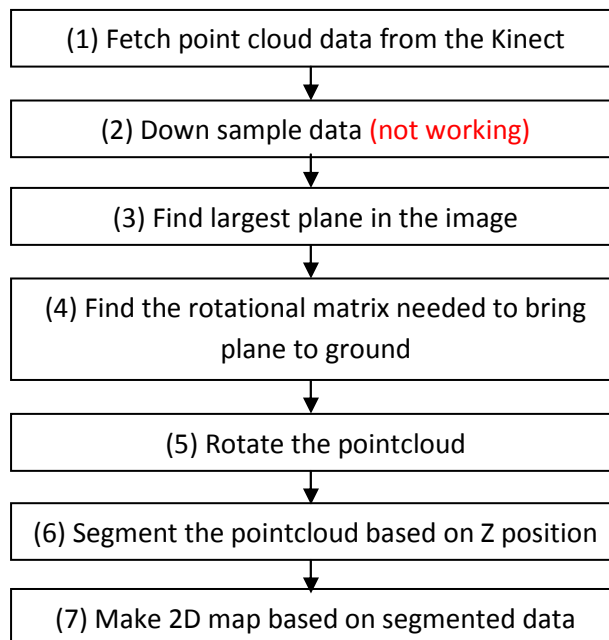 (1) Fetch point cloud data from the Kinect
(2) Down sample data (not working)
(3) Find largest plane in the image
(4) Find the rotational matrix needed to bring
plane to ground
(5) Rotate the pointcloud
(6) Segment the pointcloud based on Z position
(7) Make 2D map based on segmented data